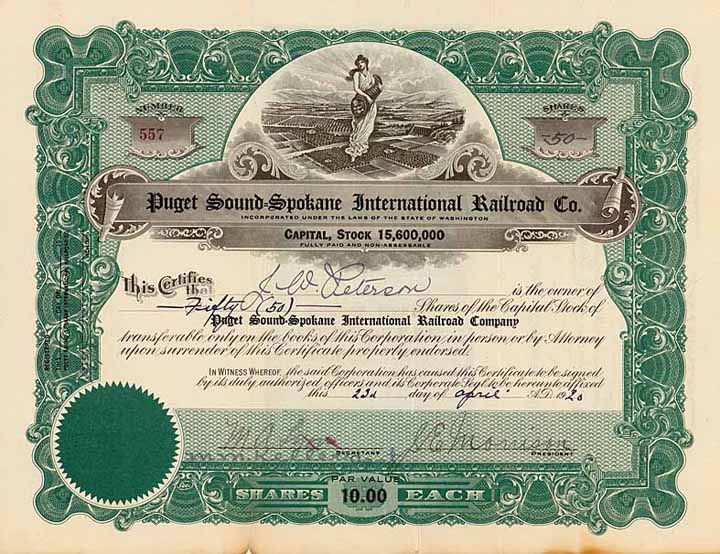 NUMBER
557
SHARES
-50-
Puget Sound-Spokane International Railroad Co.
INCORPORATED UNDER THE LAWS OF THE STATE OF WASHINGTON
CAPITAL, STOCK 15,600,000
FULLY PAID AND NON-ASSESSABLE
This Certifies that J. W. Peterson is the owner of
Fifty (50) Shares of the Capital Stock of
Puget Sound-Spokane International Railroad Company
transferable only on the books of this Corporation, in person or by Attorney
upon surrender of this Certificate properly endorsed.
IN WITNESS WHEREOF, the said Corporation has caused this Certificate to be signed
by its duly authorized officers and its Corporate Seal to be hereunto affixed
this 23d day of April A.D. 1920
C E Morrison
SECRETARY
PRESIDENT
PAR VALUE
SHARES 10.00 EACH